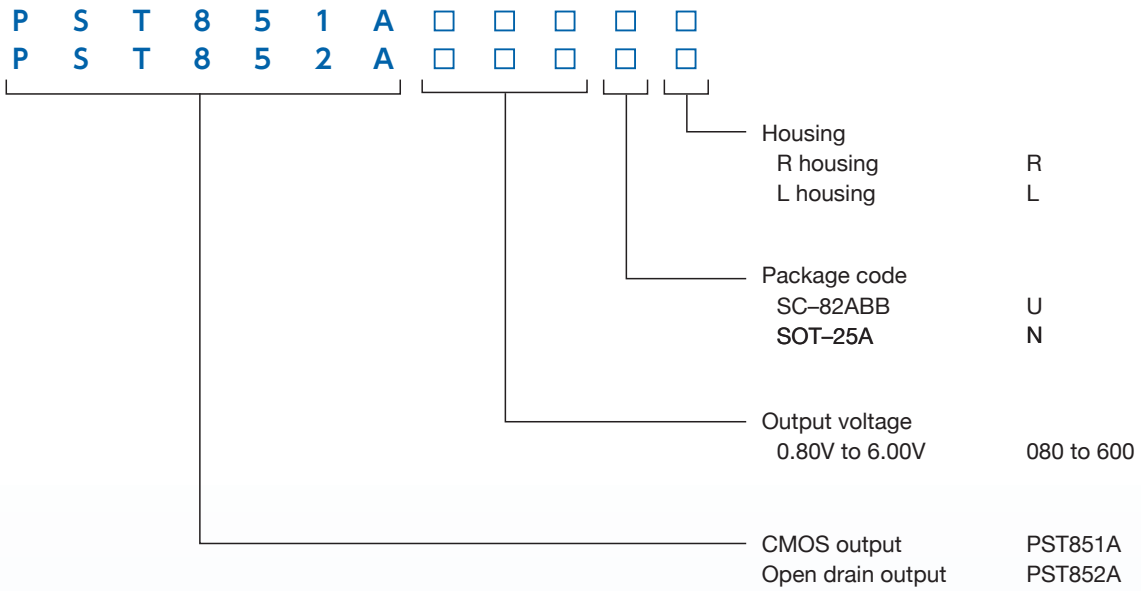 P S T 8 5 1 A □ □ □ □ □
P S T 8 5 2 A □ □ □ □ □
Housing
R housing R
L housing L
Package code
SC–82ABB U
SOT–25A N
Output voltage
0.80V to 6.00V 080 to 600
CMOS output PST851A
Open drain output PST852A